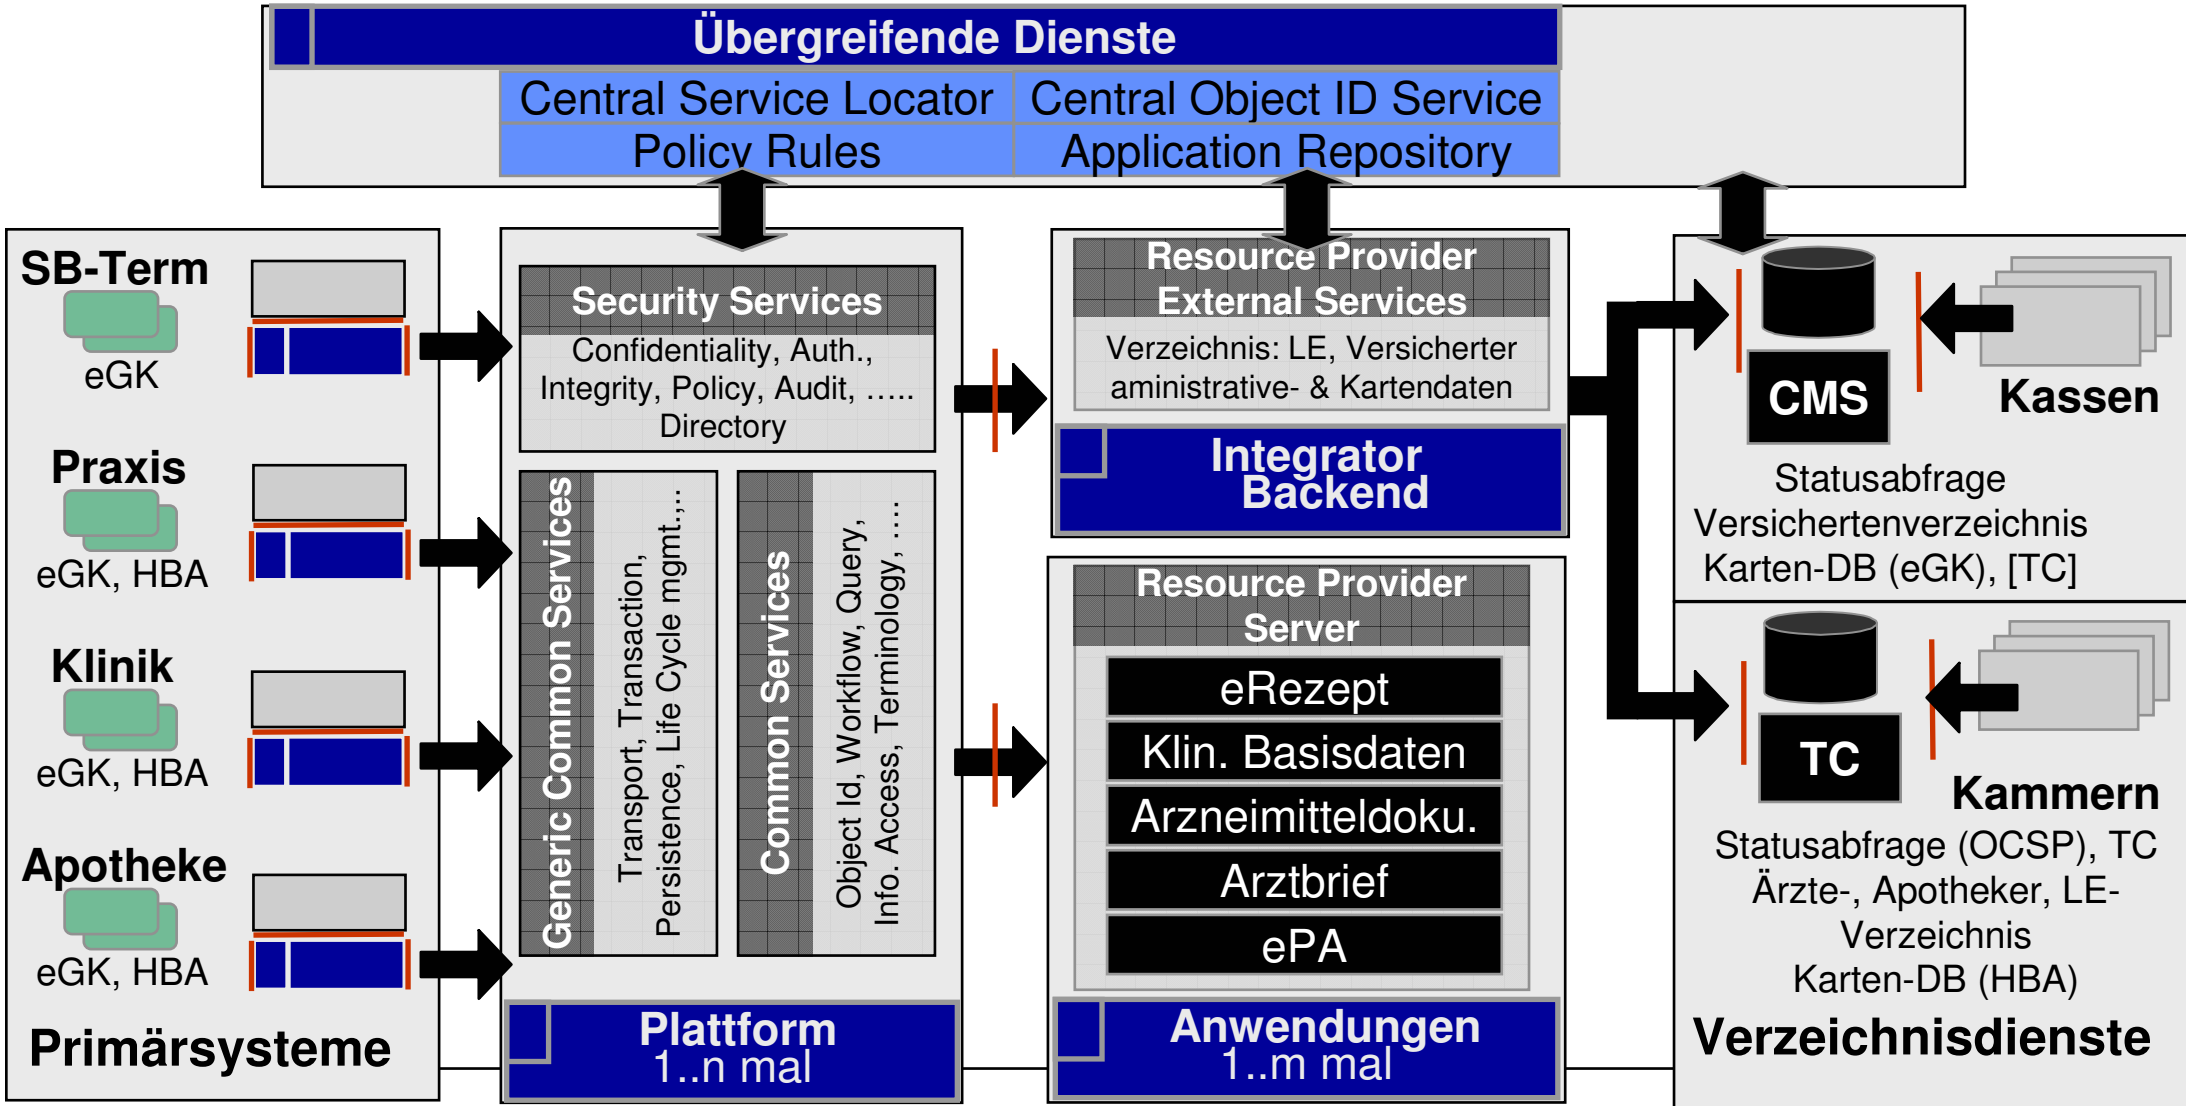 Übergreifende Dienste
Central Service Locator
Central Object ID Service
Policy Rules
Application Repository
SB-Term
eGK
Praxis
eGK, HBA
Klinik
eGK, HBA
Apotheke
eGK, HBA
Primärsysteme
Security Services
Confidentiality, Auth.,
Integrity, Policy, Audit, .....
Directory
Generic Common Services
Transport, Transaction,
Persistence, Life Cycle mgmt.,..
Common Services
Object Id, Workflow, Query,
Info. Access, Terminology, ....
Plattform
1..n mal
Resource Provider
External Services
Verzeichnis: LE, Versicherter
aministrative- & Kartendaten
Integrator
Backend
Resource Provider
Server
eRezept
Klin. Basisdaten
Arzneimitteldoku.
Arztbrief
ePA
Anwendungen
1..m mal
CMS
Kassen
Statusabfrage
Versichertenverzeichnis
Karten-DB (eGK), [TC]
TC
Kammern
Statusabfrage (OCSP), TC
Ärzte-, Apotheker, LE-
Verzeichnis
Karten-DB (HBA)
Verzeichnisdienste